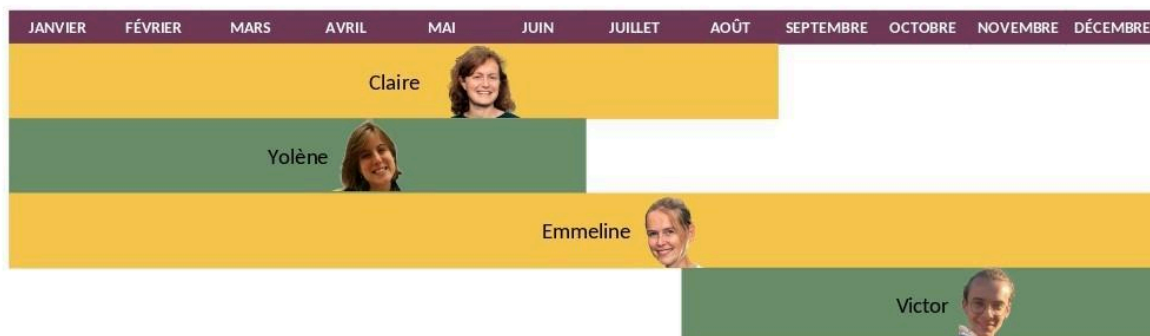 JANVIER FÉVRIER MARS AVRIL MAI JUIN JUILLET AOÛT SEPTEMBRE OCTOBRE NOVEMBRE DÉCEMBRE
Claire
Yolène
Emmeline
Victor